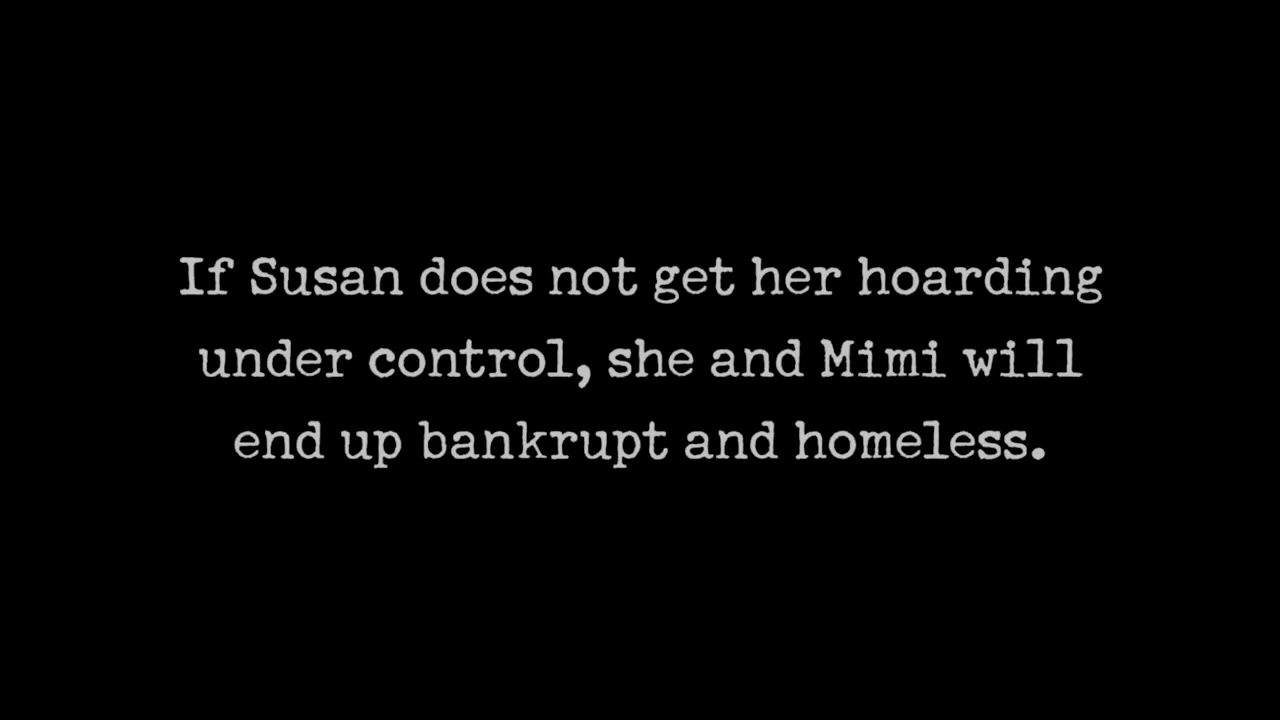 If Susan does not get her hoarding
under control, she and Mimi will
end up bankrupt and homeless.